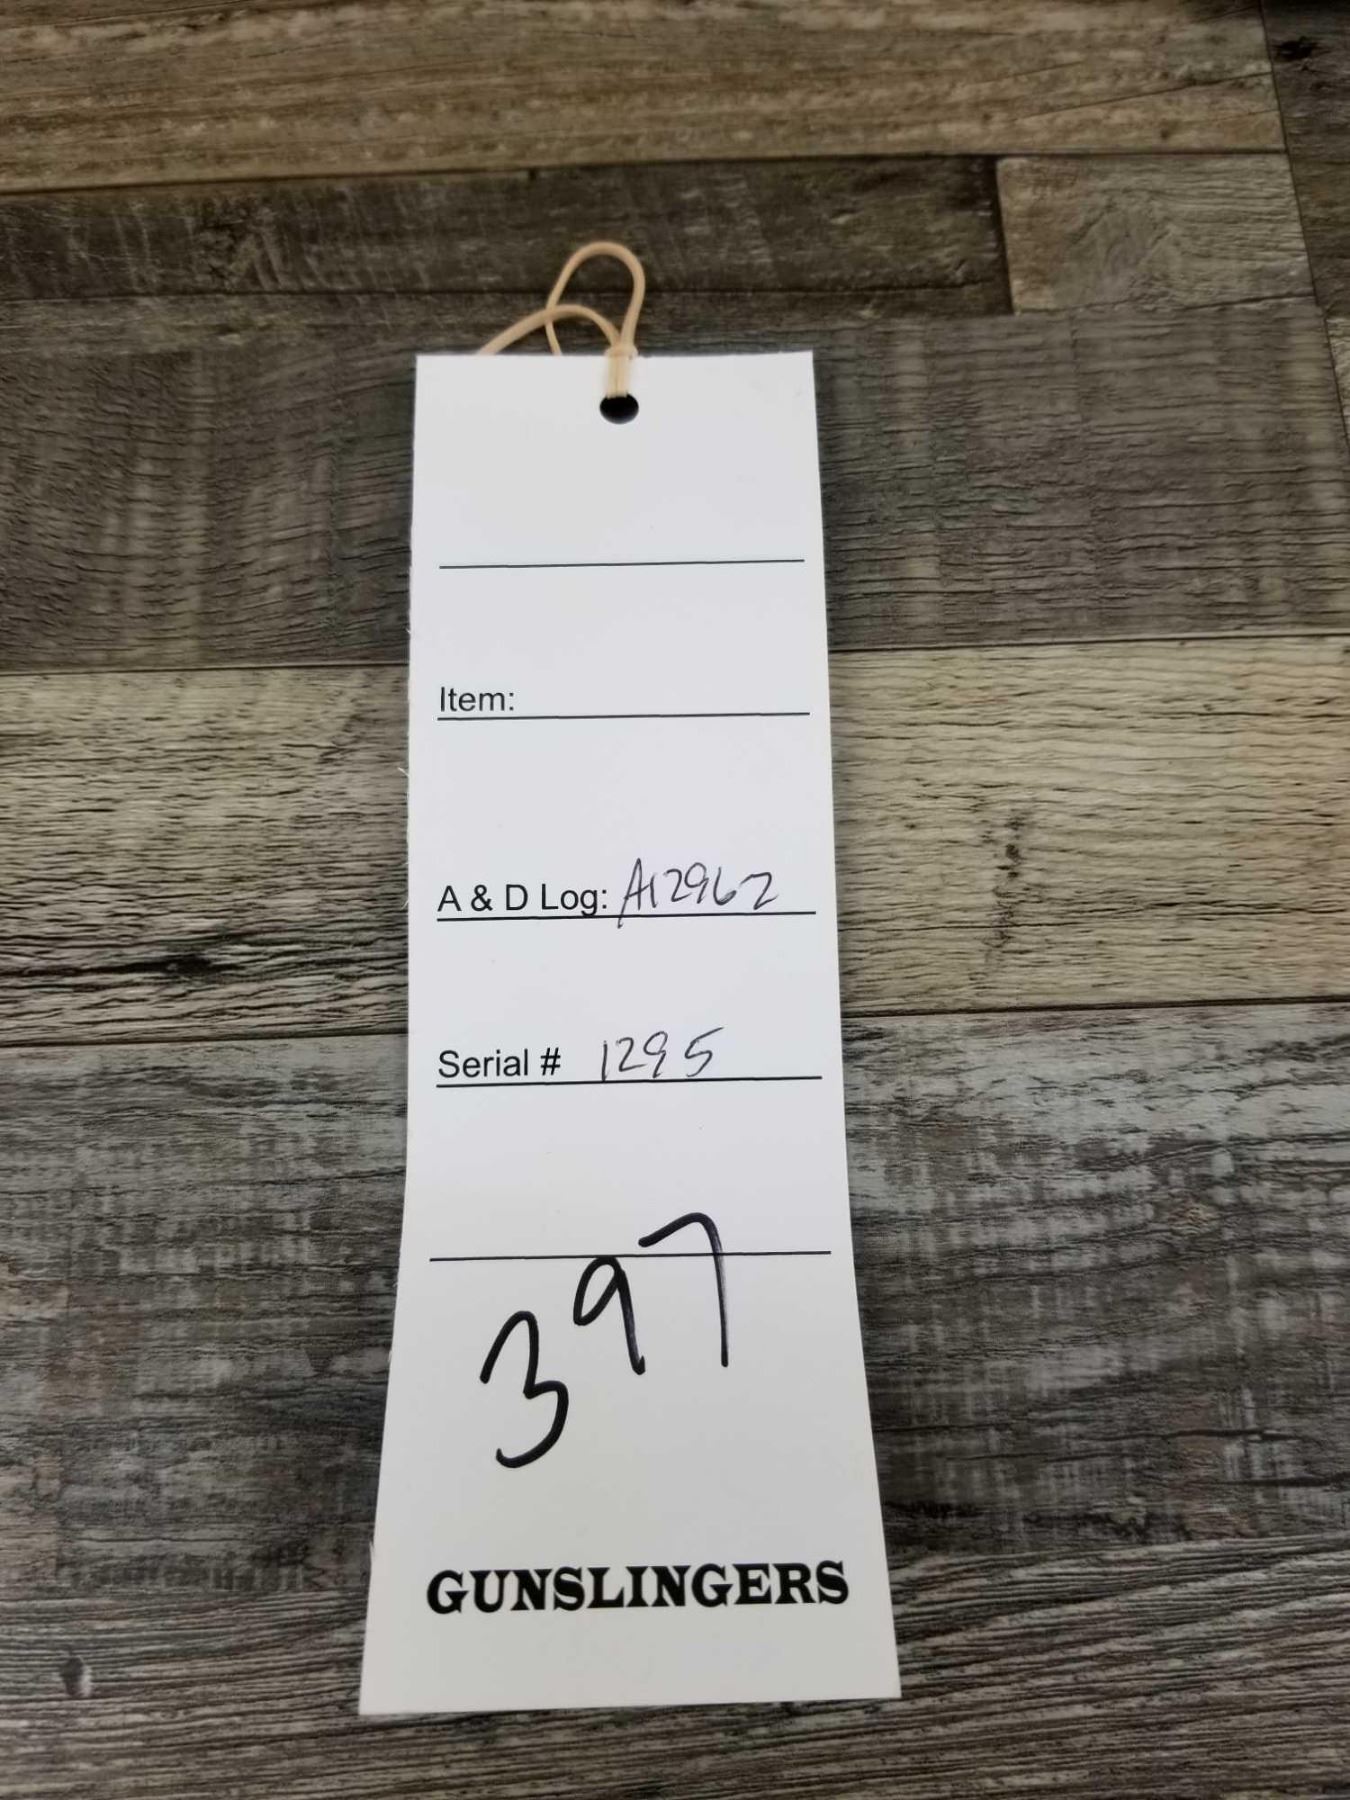 Item:
A & D Log: A12962
Serial # 1295
397
GUNSLINGERS